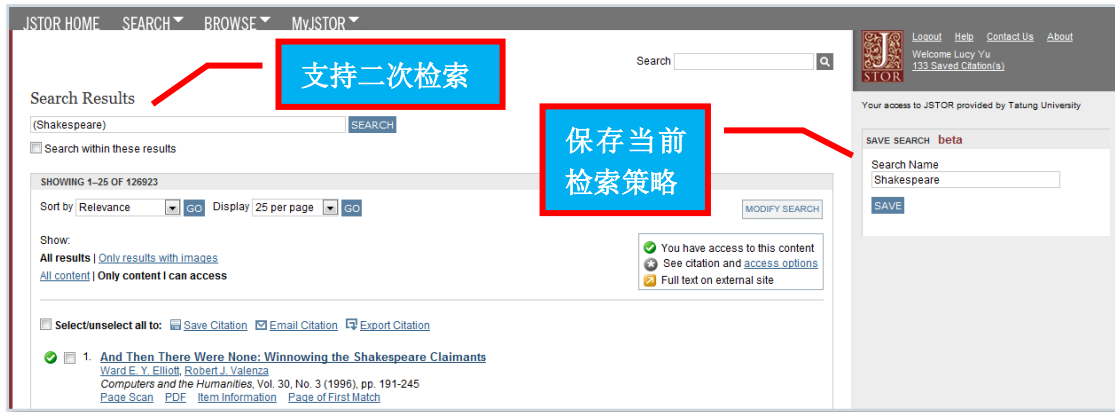 JSTOR HOME SEARCH BROWSE MyJSTOR
Search
支持二次检索
Search Results
(Shakespeare) SEARCH
Search within these results
保存当前
检索策略
SHOWING 1–25 OF 126923
Sort by Relevance GO Display 25 per page GO
MODIFY SEARCH
Show:
All results | Only results with images
All content | Only content I can access
You have access to this content
See citation and access options
Full text on external site
Select/unselect all to: Save Citation Email Citation Export Citation
1. And Then There Were None: Winnowing the Shakespeare Claimants
Ward E. Y. Elliott, Robert J. Valenza
Computers and the Humanities, Vol. 30, No. 3 (1996), pp. 191-245
Page Scan PDF Item Information Page of First Match
JSTOR
Logout Help Contact Us About
Welcome Lucy Yu
133 Saved Citation(s)
Your access to JSTOR provided by Tatung University
SAVE SEARCH beta
Search Name
Shakespeare
SAVE